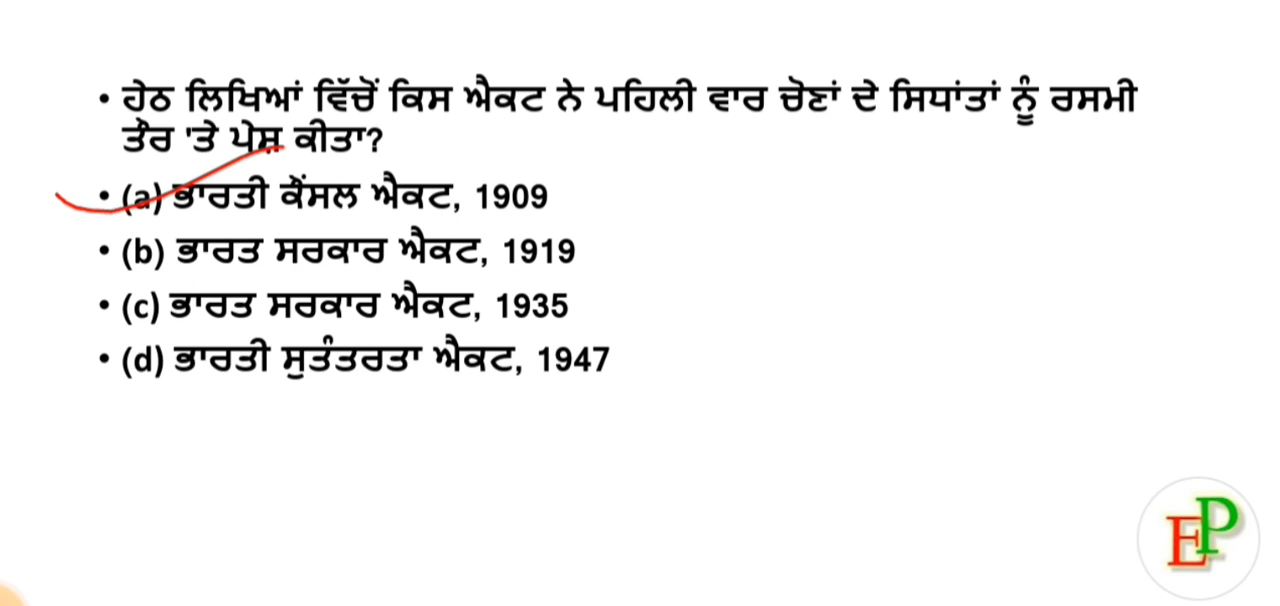 • ਹੇਠ ਲਿਖਿਆਂ ਵਿੱਚੋਂ ਕਿਸ ਐਕਟ ਨੇ ਪਹਿਲੀ ਵਾਰ ਚੋਣਾਂ ਦੇ ਸਿਧਾਂਤਾਂ ਨੂੰ ਰਸਮੀ
ਤੌਰ 'ਤੇ ਪੇਸ਼ ਕੀਤਾ?
• (a) ਭਾਰਤੀ ਕੌਂਸਲ ਐਕਟ, 1909
• (b) ਭਾਰਤ ਸਰਕਾਰ ਐਕਟ, 1919
• (c) ਭਾਰਤ ਸਰਕਾਰ ਐਕਟ, 1935
• (d) ਭਾਰਤੀ ਸੁਤੰਤਰਤਾ ਐਕਟ, 1947
EP